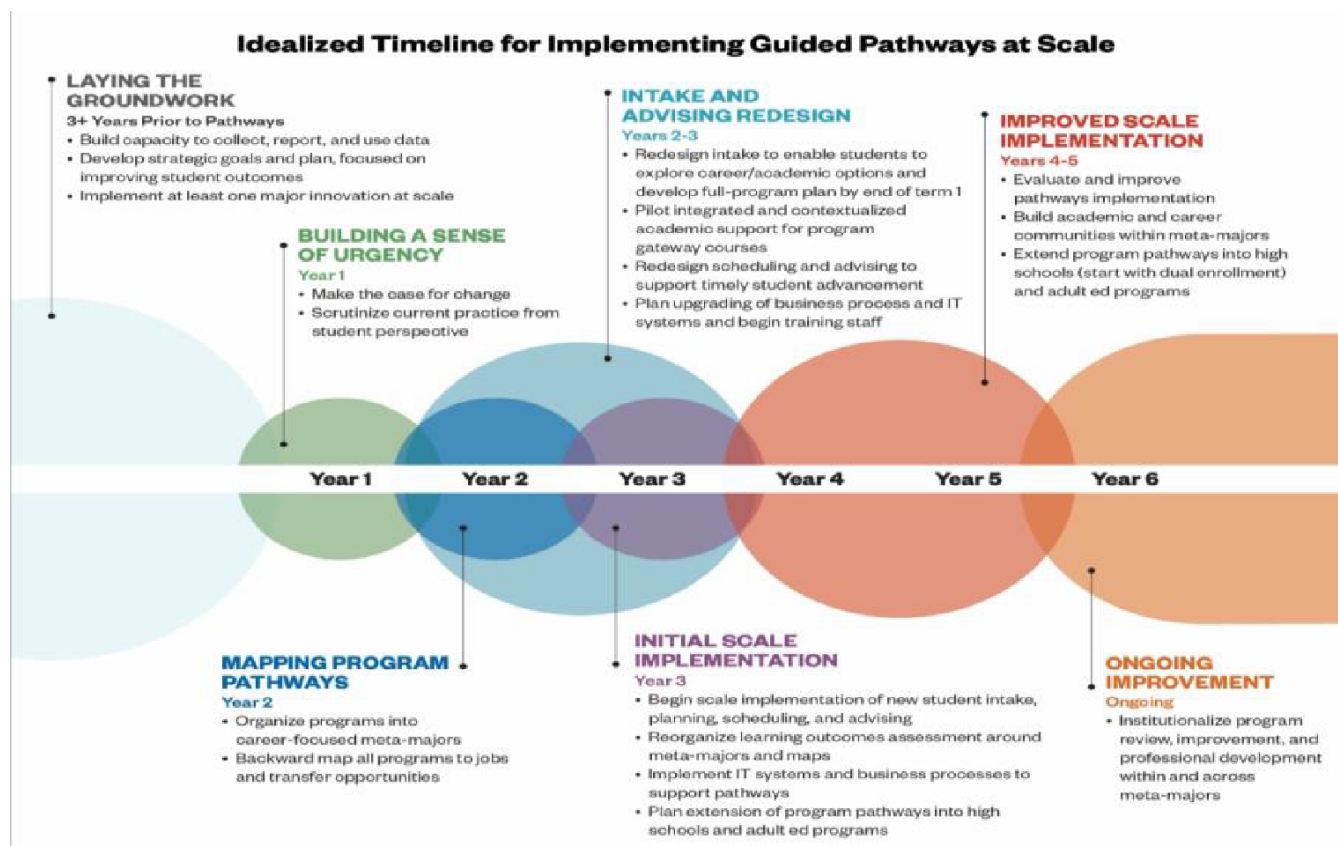 Idealized Timeline for Implementing Guided Pathways at Scale
LAYING THE
GROUNDWORK
3+ Years Prior to Pathways
• Build capacity to collect, report, and use data
• Develop strategic goals and plan, focused on
improving student outcomes
• Implement at least one major innovation at scale
BUILDING A SENSE
OF URGENCY
Year 1
• Make the case for change
• Scrutinize current practice from
student perspective
INTAKE AND
ADVISING REDESIGN
Years 2-3
• Redesign intake to enable students to
explore career/academic options and
develop full-program plan by end of term 1
• Pilot integrated and contextualized
academic support for program
gateway courses
• Redesign scheduling and advising to
support timely student advancement
• Plan upgrading of business process and IT
systems and begin training staff
IMPROVED SCALE
IMPLEMENTATION
Years 4-5
• Evaluate and improve
pathways implementation
• Build academic and career
communities within meta-majors
• Extend program pathways into high
schools (start with dual enrollment)
and adult ed programs
Year 1
Year 2
Year 3
Year 4
Year 5
Year 6
MAPPING PROGRAM
PATHWAYS
Year 2
• Organize programs into
career-focused meta-majors
• Backward map all programs to jobs
and transfer opportunities
INITIAL SCALE
IMPLEMENTATION
Year 3
• Begin scale implementation of new student intake,
planning, scheduling, and advising
• Reorganize learning outcomes assessment around
meta-majors and maps
• Implement IT systems and business processes to
support pathways
• Plan extension of program pathways into high
schools and adult ed programs
ONGOING
IMPROVEMENT
Ongoing
• Institutionalize program
review, improvement, and
professional development
within and across
meta-majors